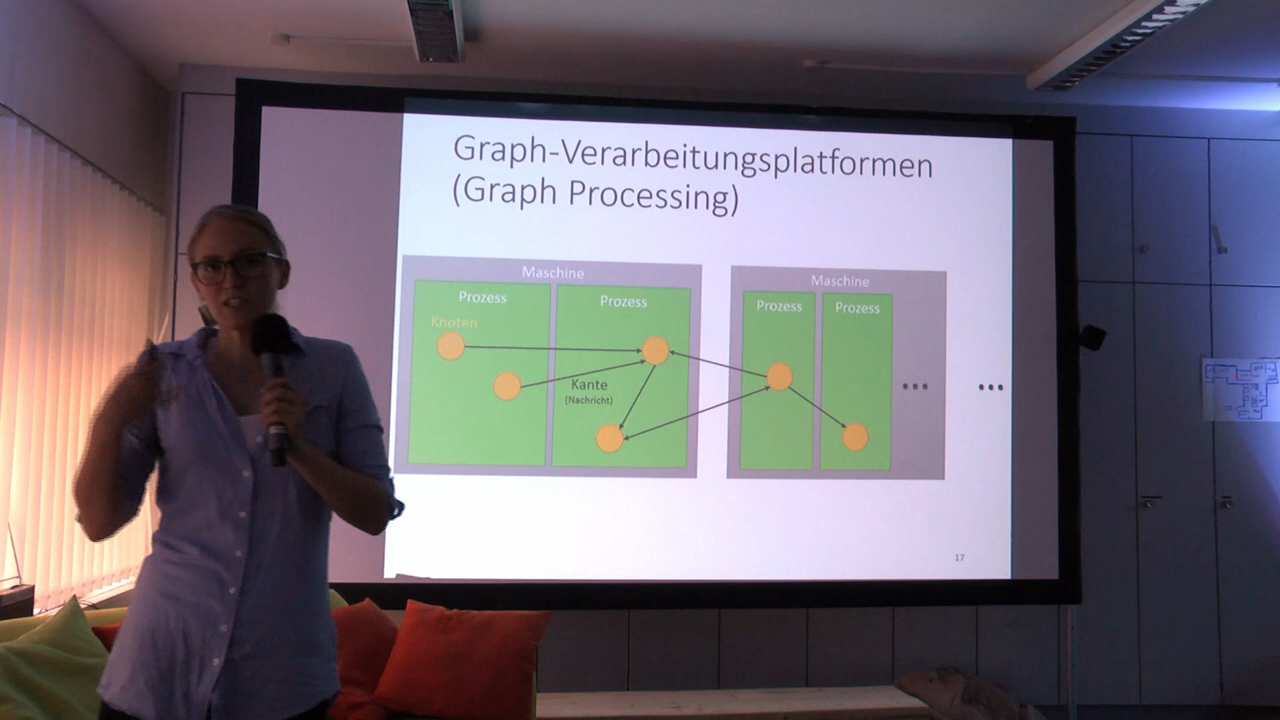 Graph-Verarbeitungsplatformen
(Graph Processing)
Maschine
Prozess
Prozess
Knoten
Kante
(Nachricht)
Maschine
Prozess
Prozess
...
...
17